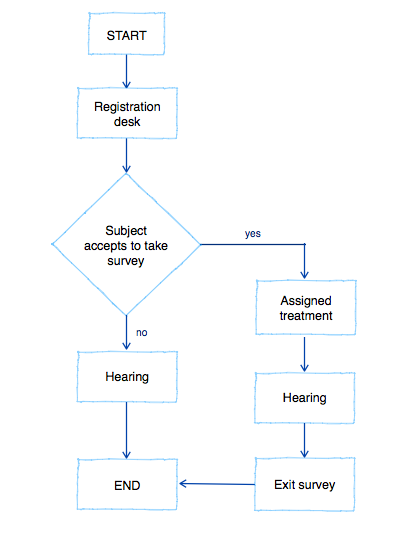 START
Registration
desk
Subject
accepts to take
survey
yes
no
Assigned
treatment
Hearing
Hearing
END
Exit survey